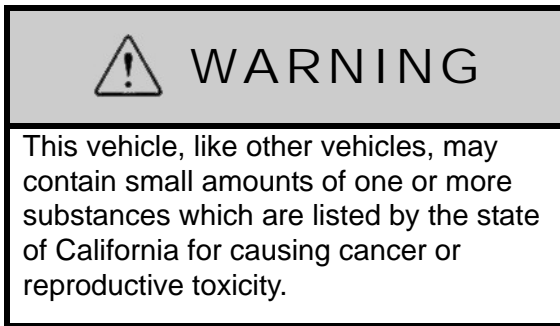 WARNING
This vehicle, like other vehicles, may
contain small amounts of one or more
substances which are listed by the state
of California for causing cancer or
reproductive toxicity.